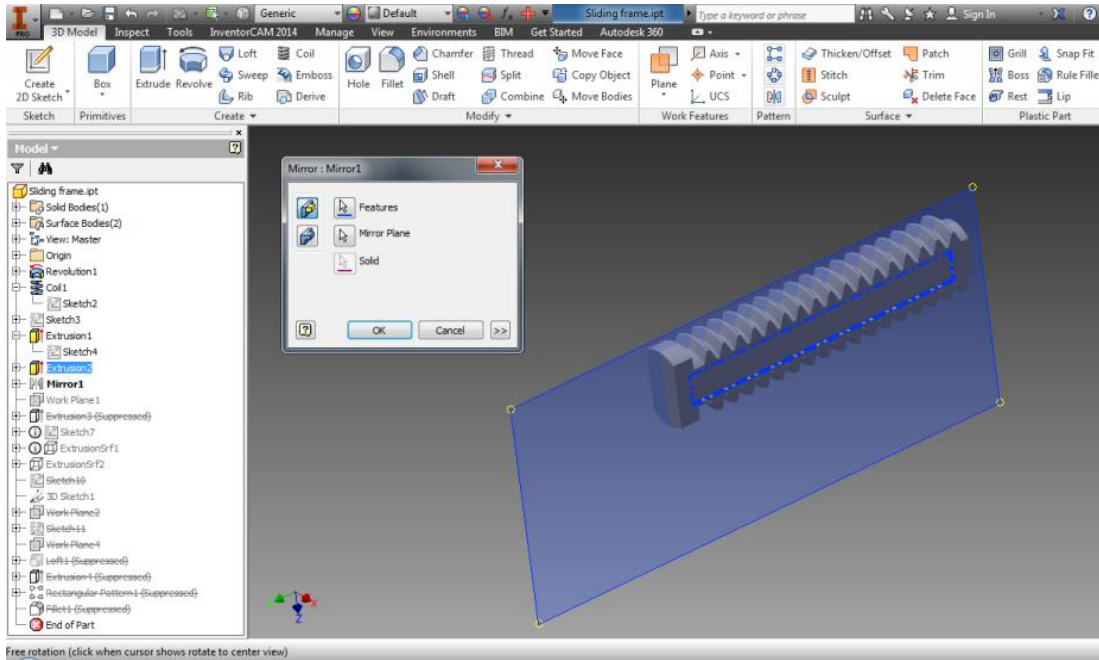 PRO
Generic
Default
Sliding frame.ipt
Type a keyword or phrase
Sign In
3D Model Inspect Tools InventorCAM 2014 Manage View Environments BIM Get Started Autodesk 360
Create 2D Sketch
Box
Extrude Revolve
Loft Coil
Sweep Emboss
Rib Derive
Hole Fillet
Chamfer Thread Move Face
Shell Split Copy Object
Draft Combine Move Bodies
Plane
Axis
Point
UCS
Thicken/Offset Patch
Stitch Trim
Sculpt Delete Face
Grill Snap Fit
Boss Rule Fille
Rest Lip
Sketch Primitives Create Modify Work Features Pattern Surface Plastic Part
Model
Sliding frame.ipt
Solid Bodies(1)
Surface Bodies(2)
View: Master
Origin
Revolution1
Coil1
Sketch2
Sketch3
Extrusion1
Sketch4
Extrusion2
Mirror1
Work Plane1
Extrusion3 (Suppressed)
Sketch7
ExtrusionSrf1
ExtrusionSrf2
Sketch10
3D Sketch1
Work Plane2
Sketch11
Work Plane4
Loft1 (Suppressed)
Extrusion4 (Suppressed)
Rectangular Pattern1 (Suppressed)
Fillet1 (Suppressed)
End of Part
Mirror : Mirror1
Features
Mirror Plane
Solid
OK Cancel >>
X
Z
Free rotation (click when cursor shows rotate to center view)